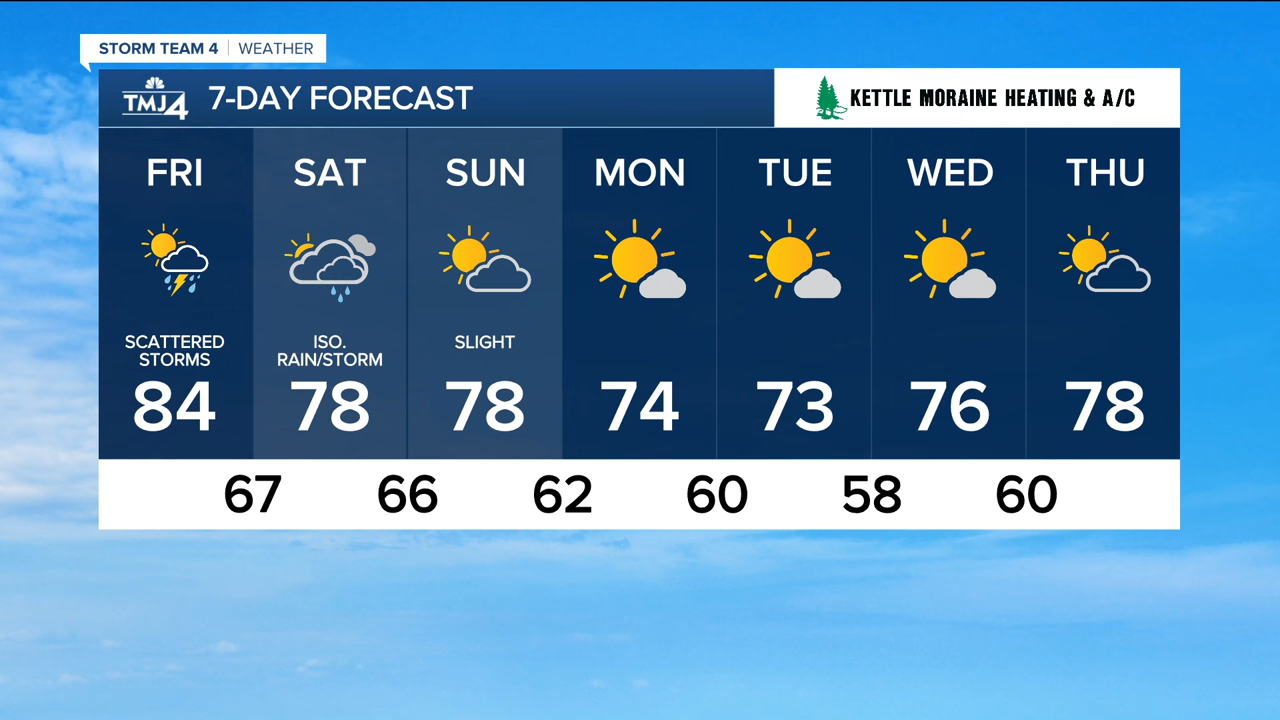 STORM TEAM 4 | WEATHER
TMJ4 7-DAY FORECAST
KETTLE MORAINE HEATING & A/C
FRI SAT SUN MON TUE WED THU
SCATTERED STORMS
ISO. RAIN/STORM
SLIGHT
84 78 78 74 73 76 78
67 66 62 60 58 60